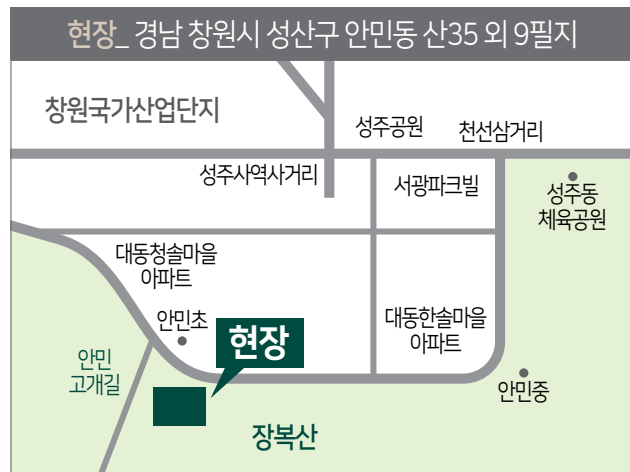 현장_ 경남 창원시 성산구 안민동 산35 외 9필지
창원국가산업단지
성주공원
천선삼거리
성주사역사거리
서광파크빌
성주동
체육공원
대동청솔마을
아파트
안민초
현장
대동한솔마을
아파트
안민
고개길
안민중
장복산